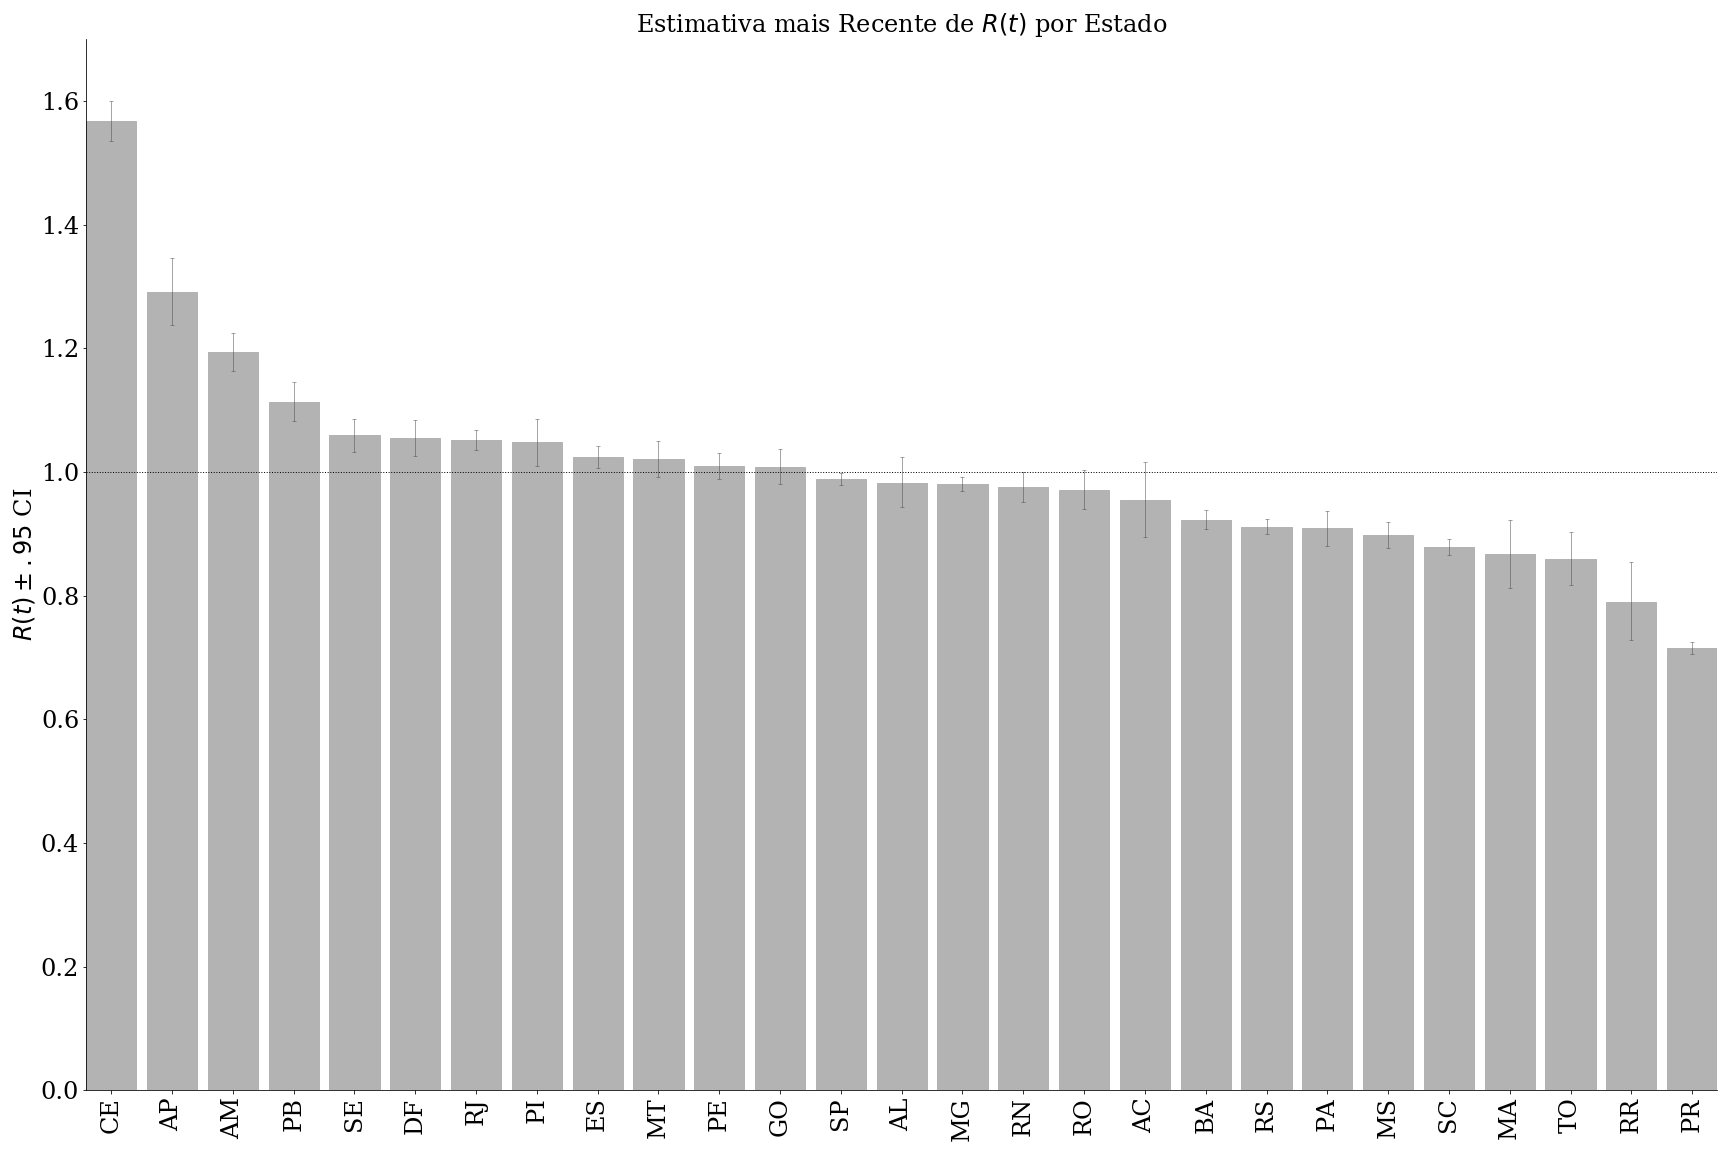 Estimativa mais Recente de R(t) por Estado
R(t) ± .95 CI
1.6
1.4
1.2
1.0
0.8
0.6
0.4
0.2
0.0
CE
AP
AM
PB
SE
DF
RJ
PI
ES
MT
PE
GO
SP
AL
MG
RN
RO
AC
BA
RS
PA
MS
SC
MA
TO
RR
PR